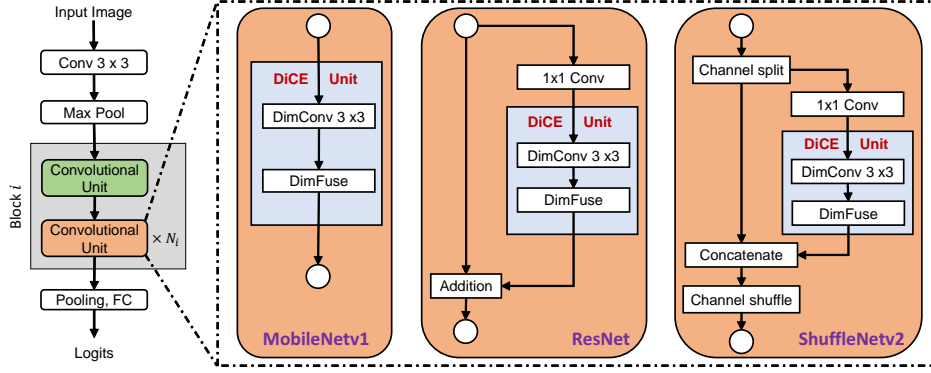 Input Image
Conv 3 x 3
Max Pool
Block i
Convolutional
Unit
Convolutional
Unit
× N_i
Pooling, FC
Logits
DiCE Unit
DimConv 3 x3
DimFuse
MobileNetv1
1x1 Conv
DiCE Unit
DimConv 3 x3
DimFuse
Addition
ResNet
Channel split
1x1 Conv
DiCE Unit
DimConv 3 x3
DimFuse
Concatenate
Channel shuffle
ShuffleNetv2